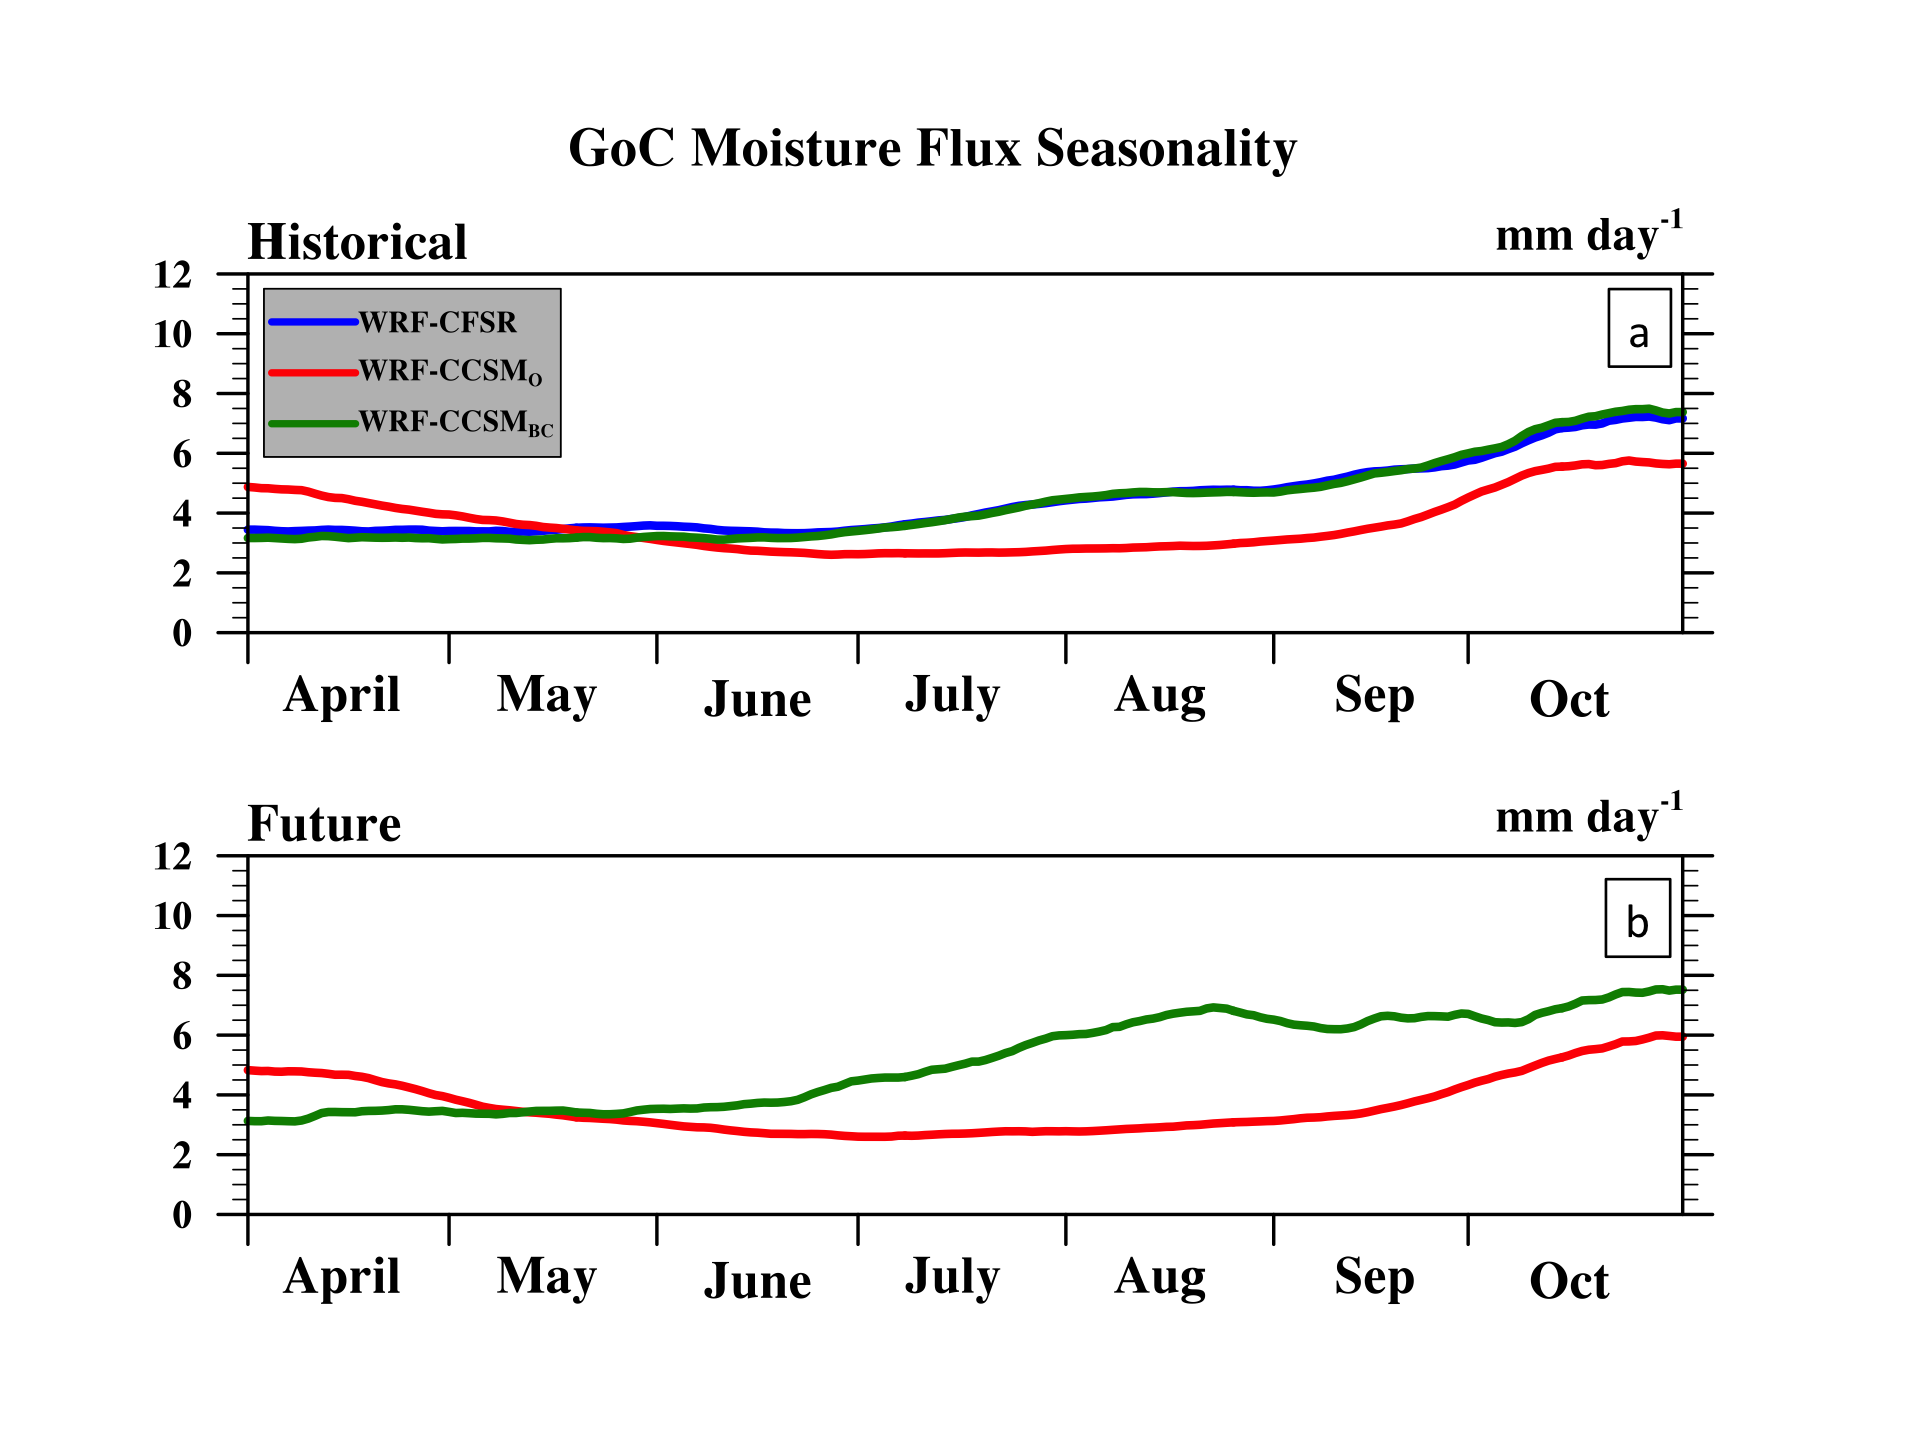 GoC Moisture Flux Seasonality
Historical
mm day⁻¹
12
10
8
6
4
2
0
WRF-CFSR
WRF-CCSM_O
WRF-CCSM_BC
a
April May June July Aug Sep Oct
Future
mm day⁻¹
12
10
8
6
4
2
0
b
April May June July Aug Sep Oct